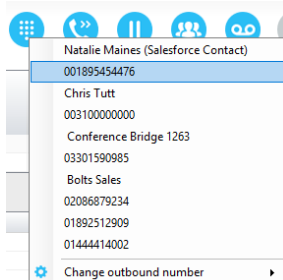 Natalie Maines (Salesforce Contact)
001895454476
Chris Tutt
003100000000
Conference Bridge 1263
03301590985
Bolts Sales
02086879234
01892512909
01444414002
Change outbound number